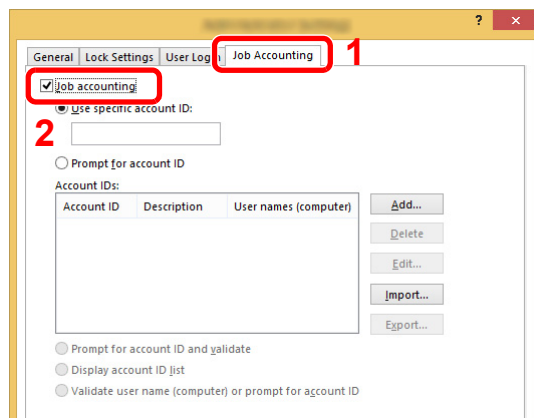 ?
General Lock Settings User Login Job Accounting 1
Job accounting
Use specific account ID:
2
Prompt for account ID
Account IDs:
Account ID Description User names (computer) Add...
Delete
Edit...
Import...
Export...
Prompt for account ID and validate
Display account ID list
Validate user name (computer) or prompt for account ID